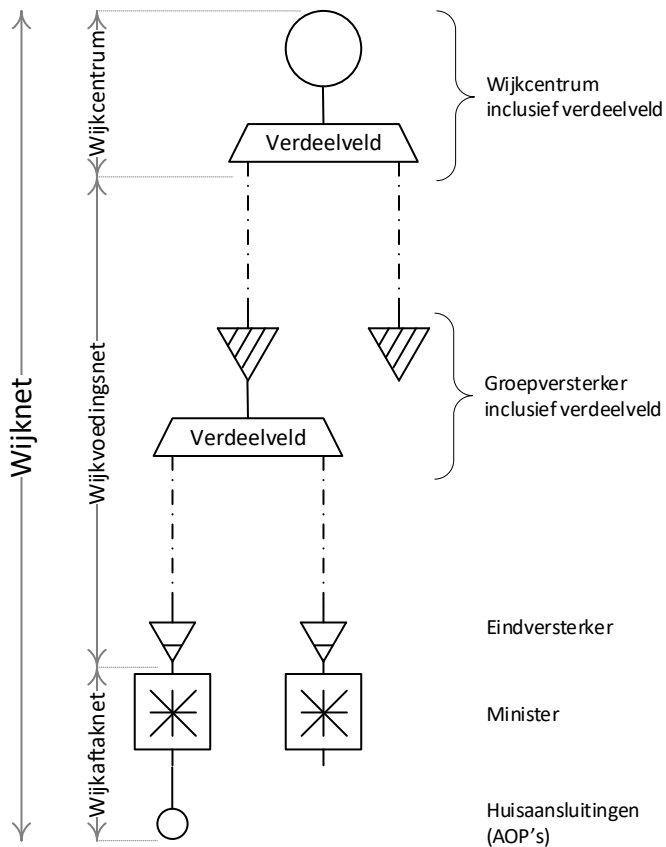 Wijknet
Wijkcentrum
Wijkvoedingsnet
Wijkaftaknet
Verdeelveld
Wijkcentrum
inclusief verdeelveld
Groepversterker
inclusief verdeelveld
Verdeelveld
Eindversterker
Minister
Huisaansluitingen
(AOP's)